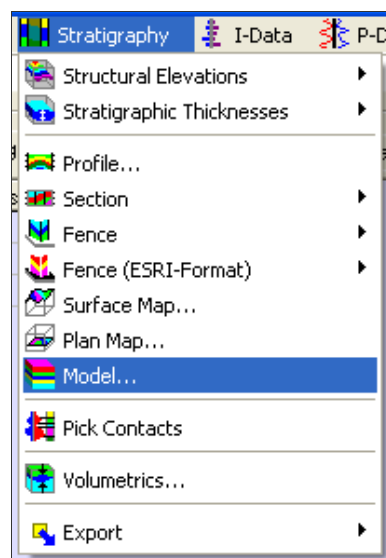 Stratigraphy I-Data P-D
Structural Elevations
Stratigraphic Thicknesses
Profile...
Section
Fence
Fence (ESRI-Format)
Surface Map...
Plan Map...
Model...
Pick Contacts
Volumetrics...
Export